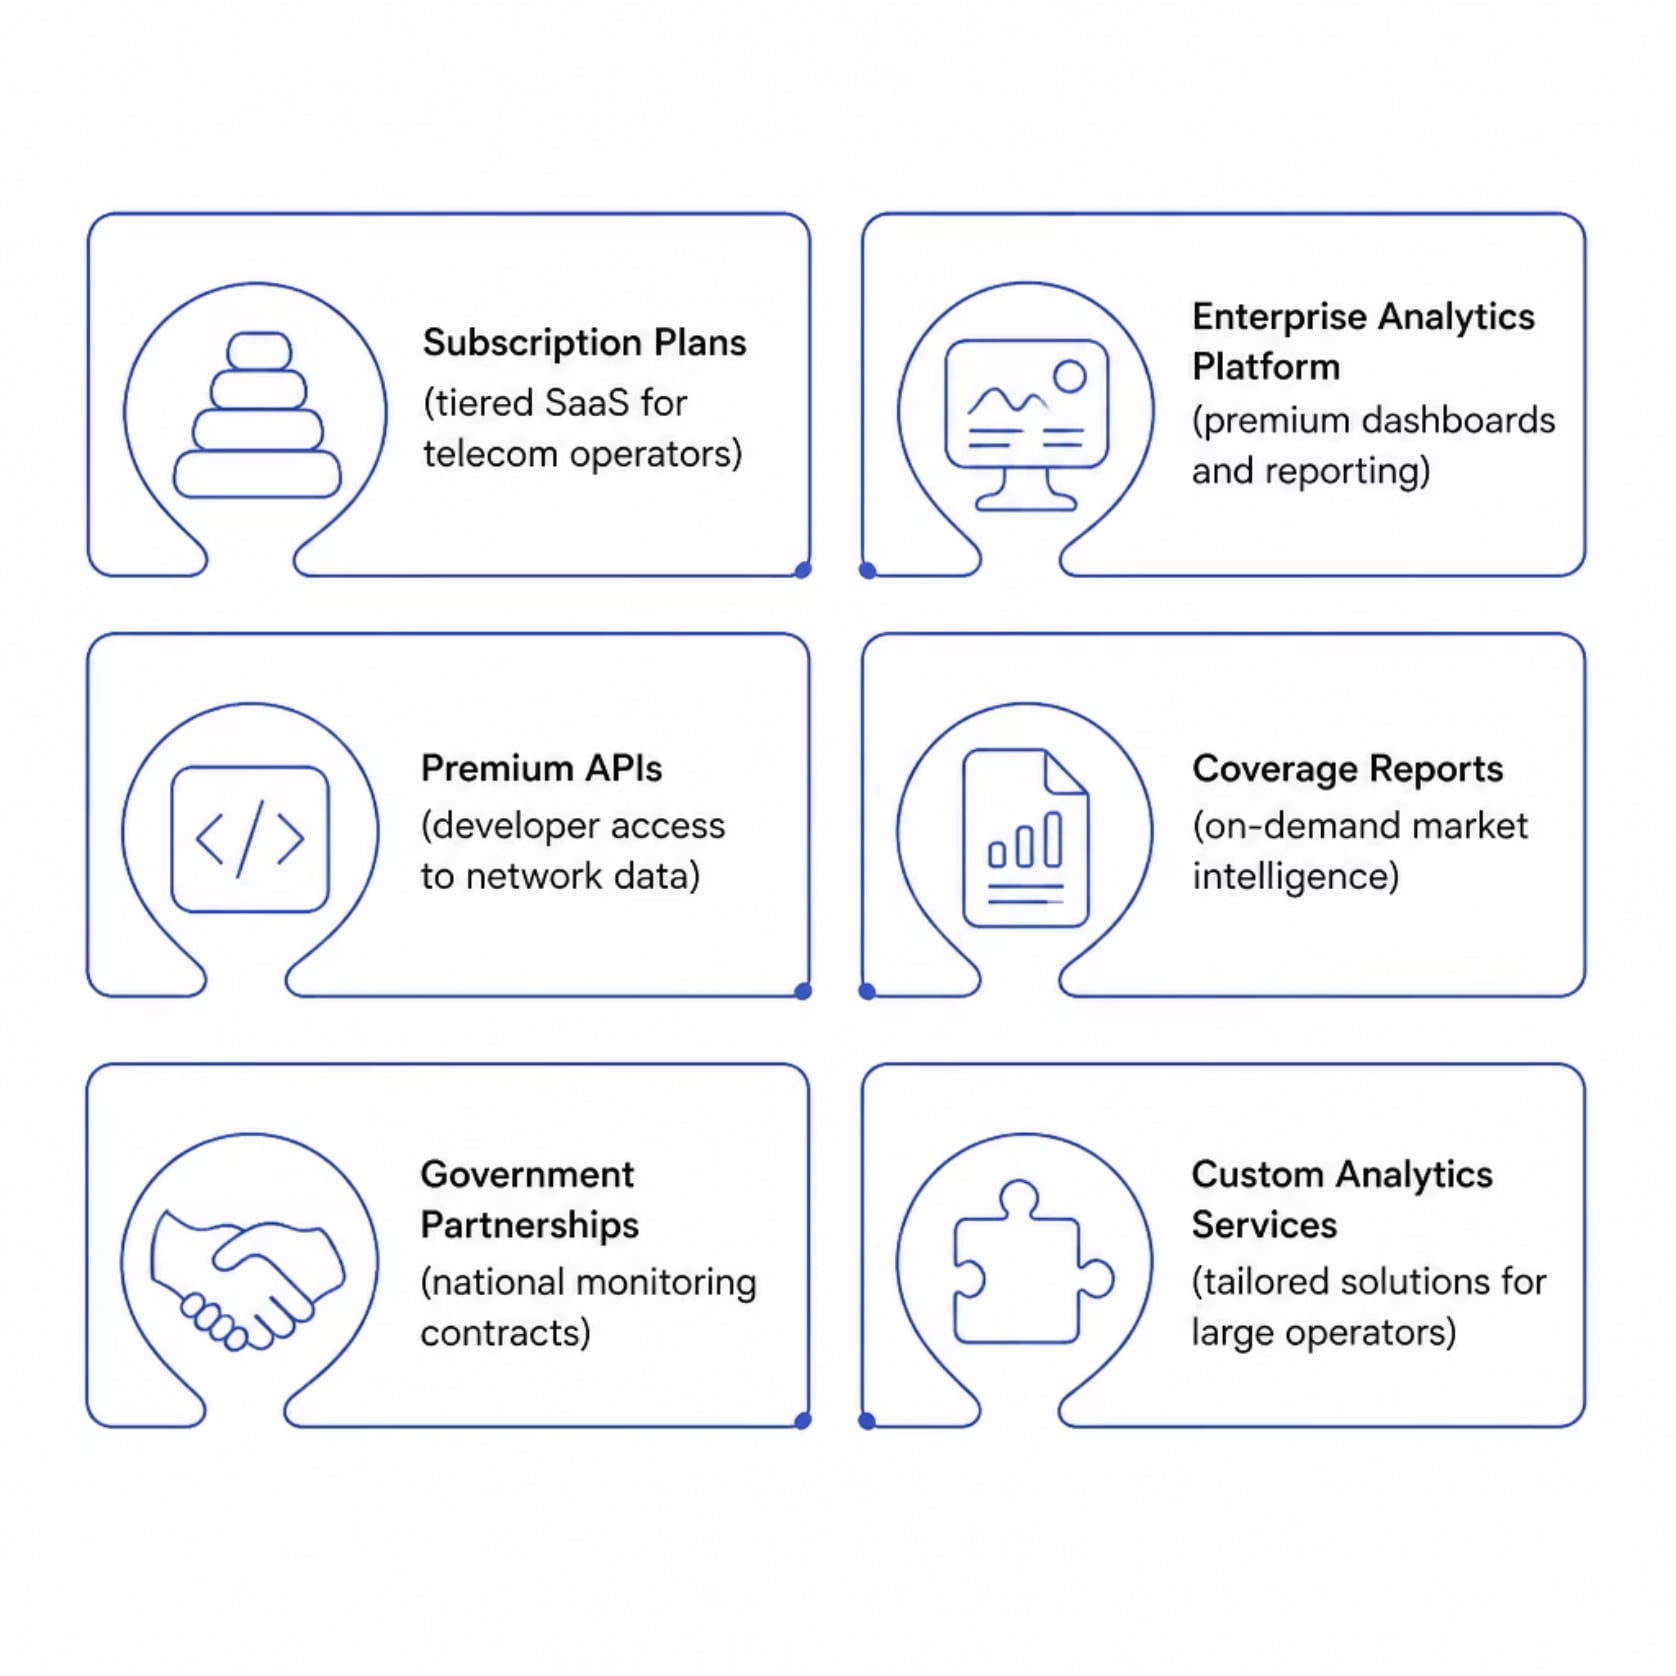 Subscription Plans
(tiered SaaS for
telecom operators)
Enterprise Analytics
Platform
(premium dashboards
and reporting)
Premium APIs
(developer access
to network data)
Coverage Reports
(on-demand market
intelligence)
Government
Partnerships
(national monitoring
contracts)
Custom Analytics
Services
(tailored solutions for
large operators)